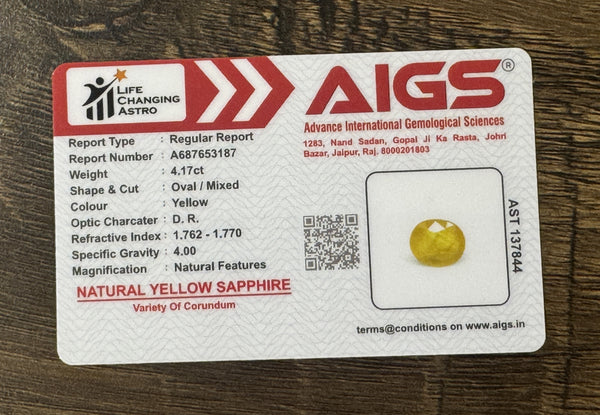 LIFE
CHANGING
ASTRO
AIGS®
Advance International Gemological Sciences
1283, Nand Sadan, Gopal Ji Ka Rasta, Johri
Bazar, Jaipur, Raj. 8000201803
Report Type : Regular Report
Report Number : A687653187
Weight : 4.17ct
Shape & Cut : Oval / Mixed
Colour : Yellow
Optic Charcater : D. R.
Refractive Index : 1.762 - 1.770
Specific Gravity : 4.00
Magnification : Natural Features
NATURAL YELLOW SAPPHIRE
Variety Of Corundum
AST 137844
terms@conditions on www.aigs.in